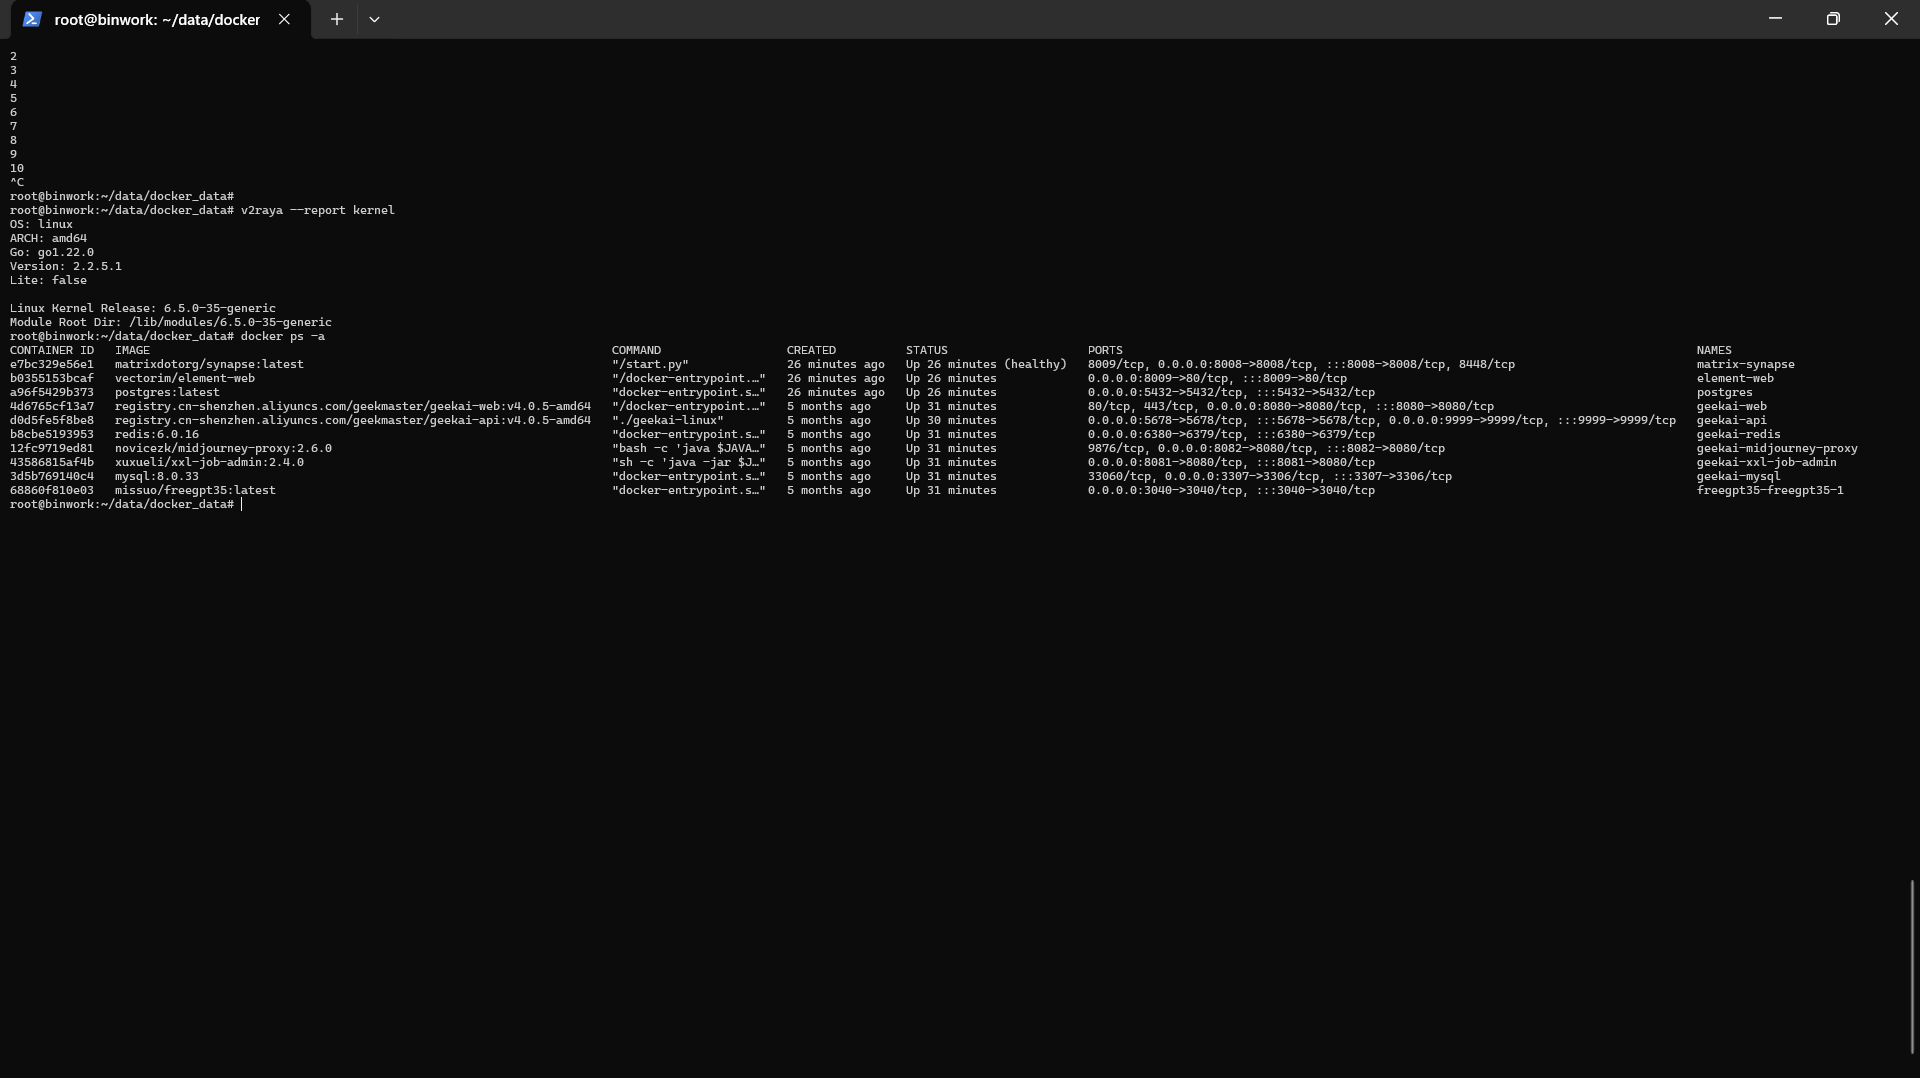 root@binwork: ~/data/docker
2
3
4
5
6
7
8
9
10
^C
root@binwork:~/data/docker_data#
root@binwork:~/data/docker_data# v2raya --report kernel
OS: linux
ARCH: amd64
Go: go1.22.0
Version: 2.2.5.1
Lite: false
Linux Kernel Release: 6.5.0-35-generic
Module Root Dir: /lib/modules/6.5.0-35-generic
root@binwork:~/data/docker_data# docker ps -a
CONTAINER ID   IMAGE   COMMAND   CREATED   STATUS   PORTS   NAMES
e7bc329e56e1   matrixdotorg/synapse:latest   "/start.py"   26 minutes ago   Up 26 minutes (healthy)   8009/tcp, 0.0.0.0:8008->8008/tcp, :::8008->8008/tcp, 8448/tcp   matrix-synapse
b0355153bcaf   vectorim/element-web   "/docker-entrypoint.…"   26 minutes ago   Up 26 minutes   0.0.0.0:8009->80/tcp, :::8009->80/tcp   element-web
a96f5429b373   postgres:latest   "docker-entrypoint.s…"   26 minutes ago   Up 26 minutes   0.0.0.0:5432->5432/tcp, :::5432->5432/tcp   postgres
4d6765cf13a7   registry.cn-shenzhen.aliyuncs.com/geekmaster/geekai-web:v4.0.5-amd64   "/docker-entrypoint.…"   5 months ago   Up 31 minutes   80/tcp, 443/tcp, 0.0.0.0:8080->8080/tcp, :::8080->8080/tcp   geekai-web
d0d5fe5f8be8   registry.cn-shenzhen.aliyuncs.com/geekmaster/geekai-api:v4.0.5-amd64   "./geekai-linux"   5 months ago   Up 30 minutes   0.0.0.0:5678->5678/tcp, :::5678->5678/tcp, 0.0.0.0:9999->9999/tcp, :::9999->9999/tcp   geekai-api
b8cbe5193953   redis:6.0.16   "docker-entrypoint.s…"   5 months ago   Up 31 minutes   0.0.0.0:6380->6379/tcp, :::6380->6379/tcp   geekai-redis
12fc9719ed81   novicezk/midjourney-proxy:2.6.0   "bash -c 'java $JAVA…"   5 months ago   Up 31 minutes   9876/tcp, 0.0.0.0:8082->8080/tcp, :::8082->8080/tcp   geekai-midjourney-proxy
43586815af4b   xuxueli/xxl-job-admin:2.4.0   "sh -c 'java -jar $J…"   5 months ago   Up 31 minutes   0.0.0.0:8081->8080/tcp, :::8081->8080/tcp   geekai-xxl-job-admin
3d5b769140c4   mysql:8.0.33   "docker-entrypoint.s…"   5 months ago   Up 31 minutes   33060/tcp, 0.0.0.0:3307->3306/tcp, :::3307->3306/tcp   geekai-mysql
68860f810e03   missuo/freegpt35:latest   "docker-entrypoint.s…"   5 months ago   Up 31 minutes   0.0.0.0:3040->3040/tcp, :::3040->3040/tcp   freegpt35-freegpt35-1
root@binwork:~/data/docker_data#